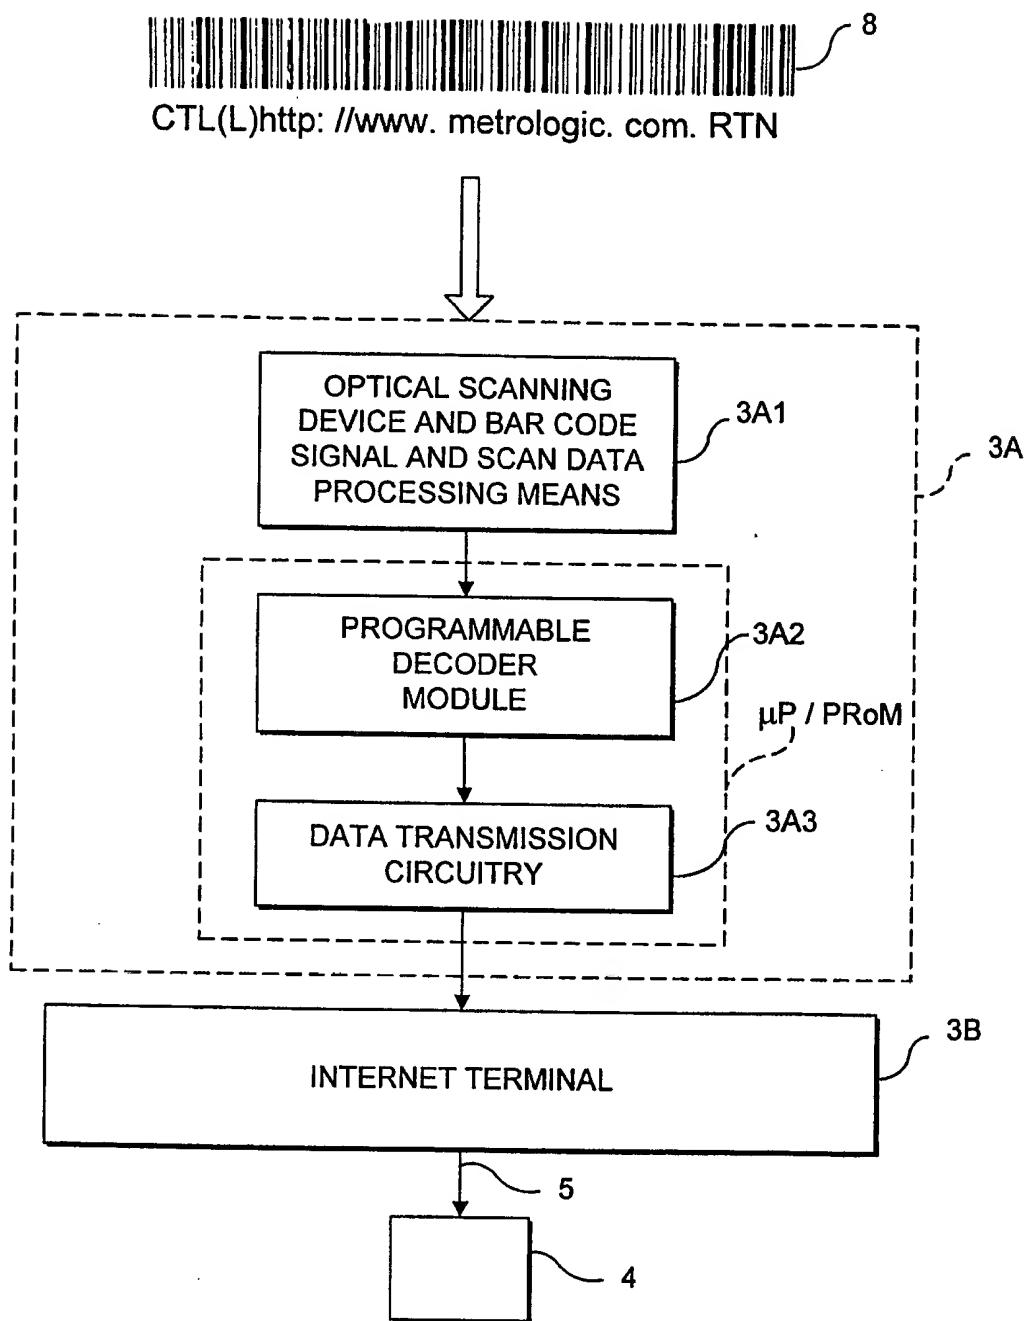 8
CTL(L)http: //www. metrologic. com. RTN
OPTICAL SCANNING
DEVICE AND BAR CODE
SIGNAL AND SCAN DATA
PROCESSING MEANS
3A1
3A
PROGRAMMABLE
DECODER
MODULE
3A2
μP / PRoM
DATA TRANSMISSION
CIRCUITRY
3A3
INTERNET TERMINAL
3B
5
4